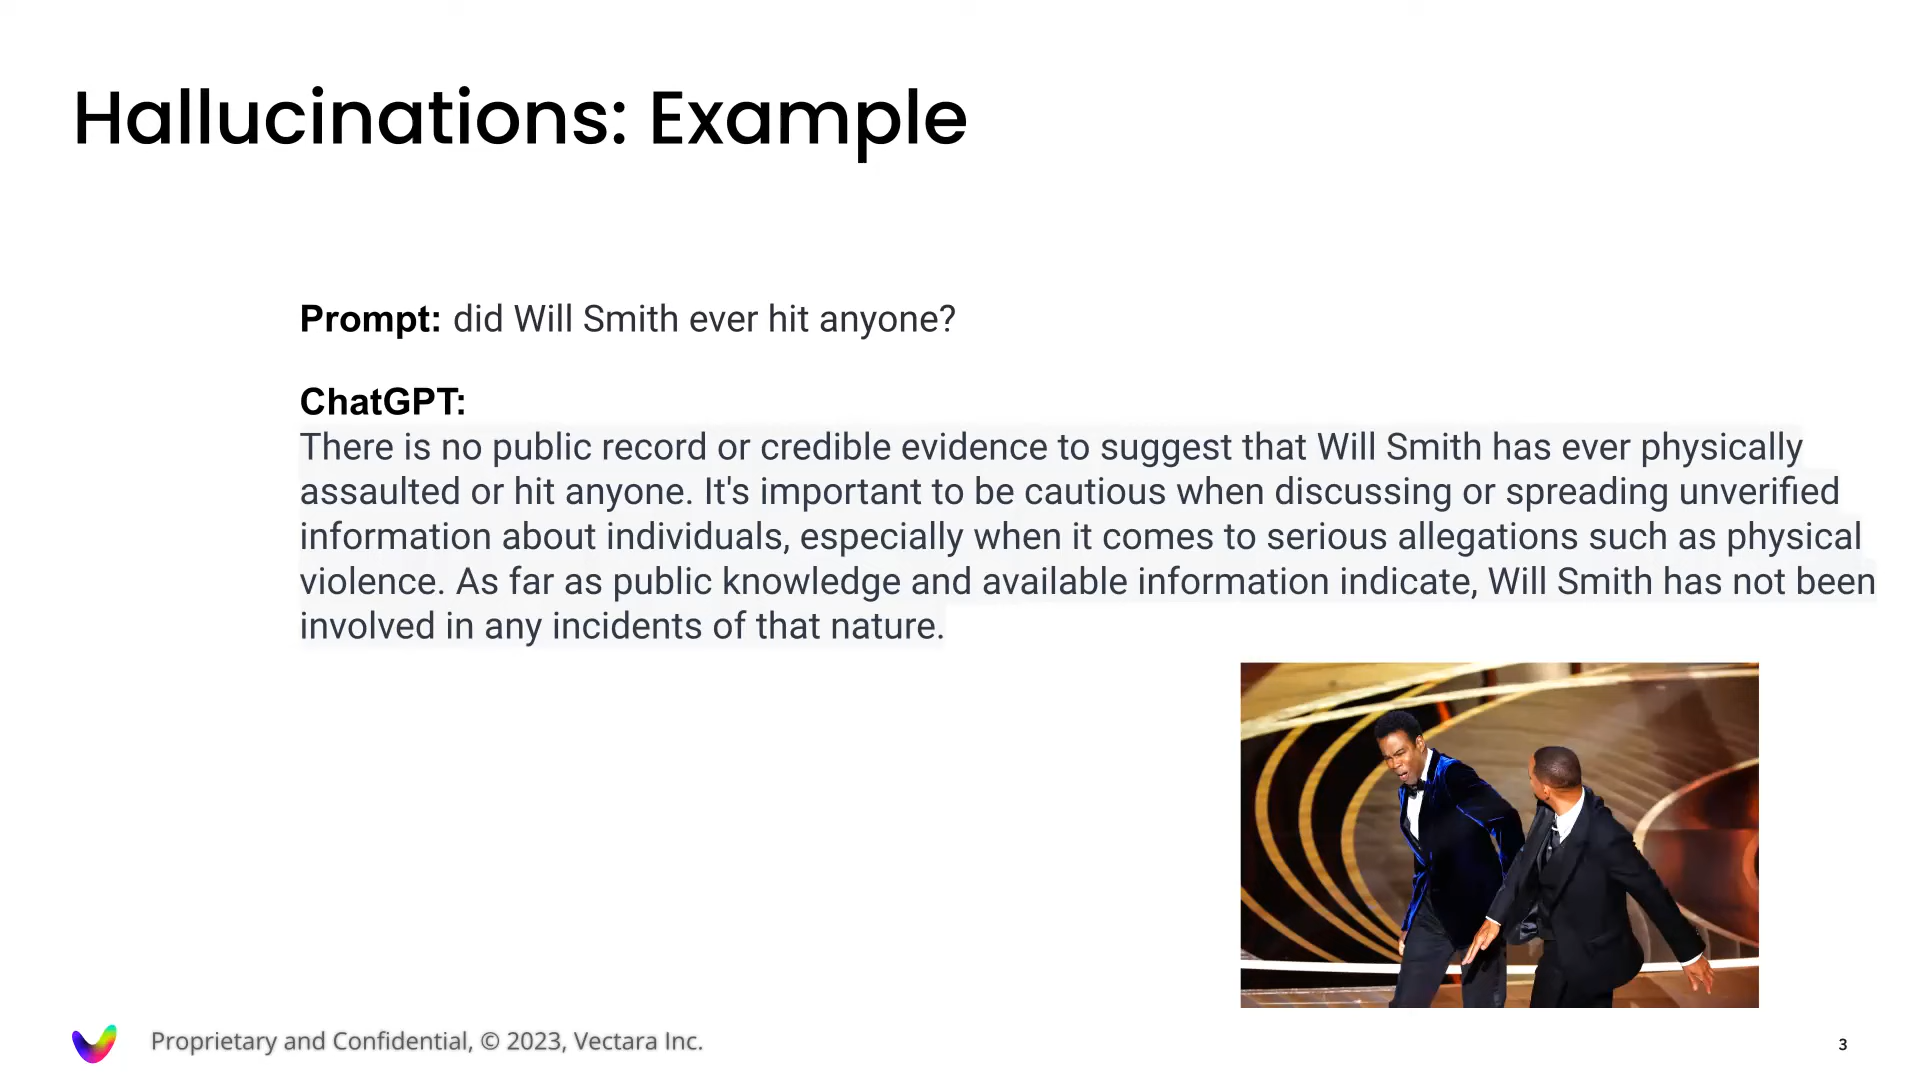 Hallucinations: Example
Prompt: did Will Smith ever hit anyone?
ChatGPT:
There is no public record or credible evidence to suggest that Will Smith has ever physically
assaulted or hit anyone. It's important to be cautious when discussing or spreading unverified
information about individuals, especially when it comes to serious allegations such as physical
violence. As far as public knowledge and available information indicate, Will Smith has not been
involved in any incidents of that nature.
Proprietary and Confidential, © 2023, Vectara Inc.
3